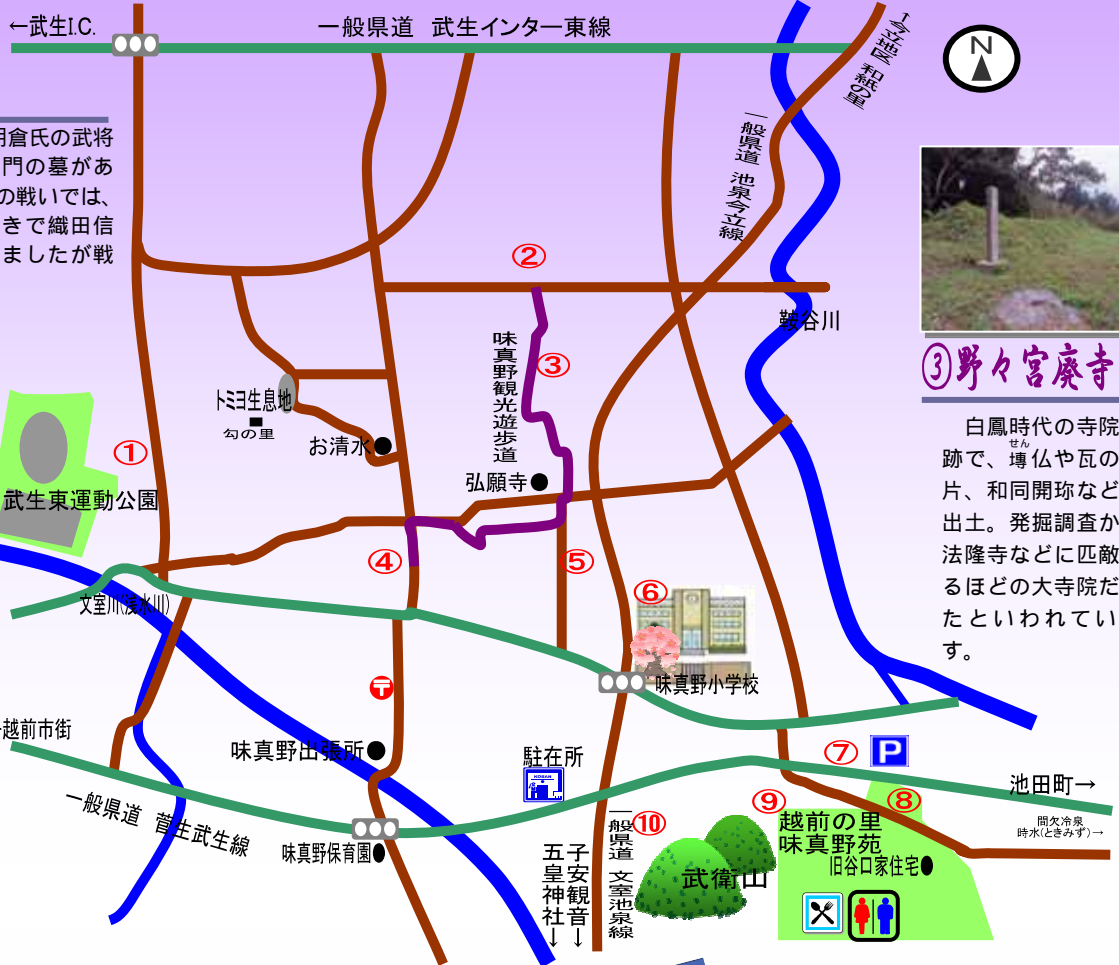 ←武生I.C.
一般県道 武生インター東線
↑今立地区 和紙の里
N
朝倉氏の武将
門の墓があ
の戦いでは、
きで織田信
ましたが戦
一般県道 池泉今立線
②
鞍谷川
味真野観光遊歩道
③
トミヨ生息地
勾の里
お清水
弘願寺
①
武生東運動公園
④
⑤
⑥
文室川(浅水川)
味真野小学校
〒
越前市街
味真野出張所
駐在所
KOBAN
⑦
P
池田町→
一般県道 菅生武生線
味真野保育園
⑧
⑨
⑩
間欠冷泉
時水(ときみず)→
越前の里
味真野苑
旧谷口家住宅
武衛山
一般県道 文室池泉線
子安観音↓
五皇神社↓
③野々宮廃寺
白鳳時代の寺院
せん
跡で、塼仏や瓦の
片、和同開珎など
出土。発掘調査か
法隆寺などに匹敵
るほどの大寺院だ
たといわれてい
す。